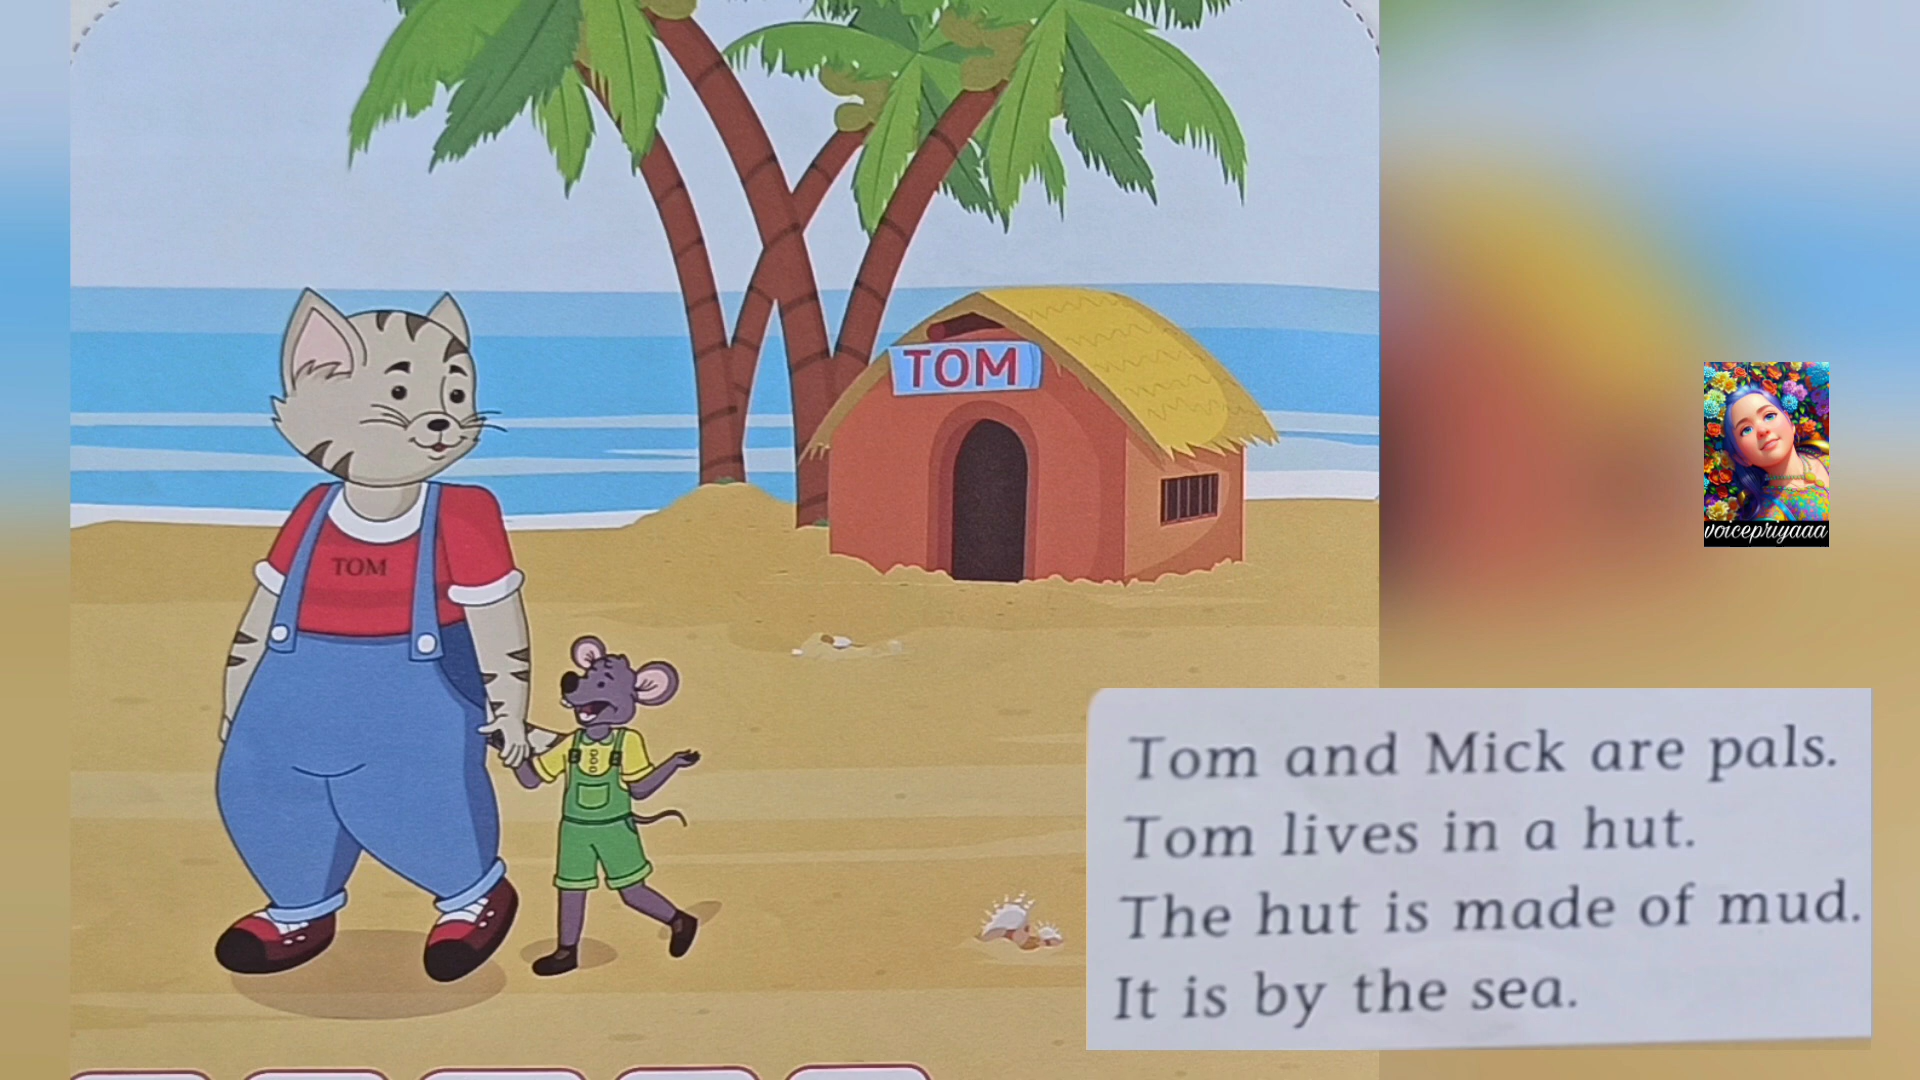 TOM
TOM
voicepriyaaa
Tom and Mick are pals.
Tom lives in a hut.
The hut is made of mud.
It is by the sea.